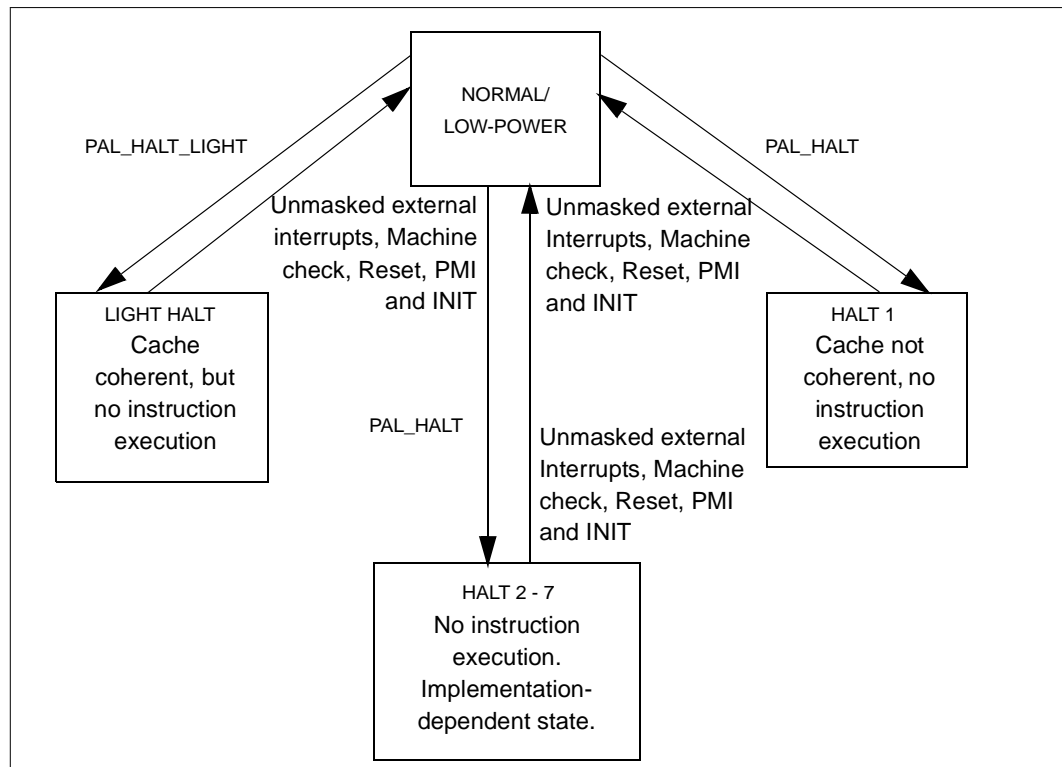 NORMAL/
LOW-POWER
PAL_HALT_LIGHT
PAL_HALT
Unmasked external
interrupts, Machine
check, Reset, PMI
and INIT
Unmasked external
Interrupts, Machine
check, Reset, PMI
and INIT
LIGHT HALT
Cache
coherent, but
no instruction
execution
HALT 1
Cache not
coherent, no
instruction
execution
PAL_HALT
Unmasked external
Interrupts, Machine
check, Reset, PMI
and INIT
HALT 2 - 7
No instruction
execution.
Implementation-
dependent state.